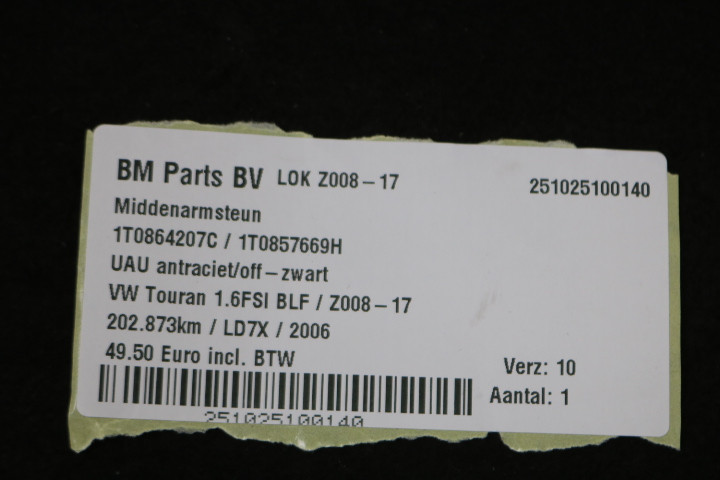 BM Parts BV LOK Z008-17 251025100140
Middenarmsteun
1T0864207C / 1T0857669H
UAU antraciet/off-zwart
VW Touran 1.6FSI BLF / Z008-17
202.873km / LD7X / 2006
49.50 Euro incl. BTW Verz: 10
Aantal: 1
251025100140